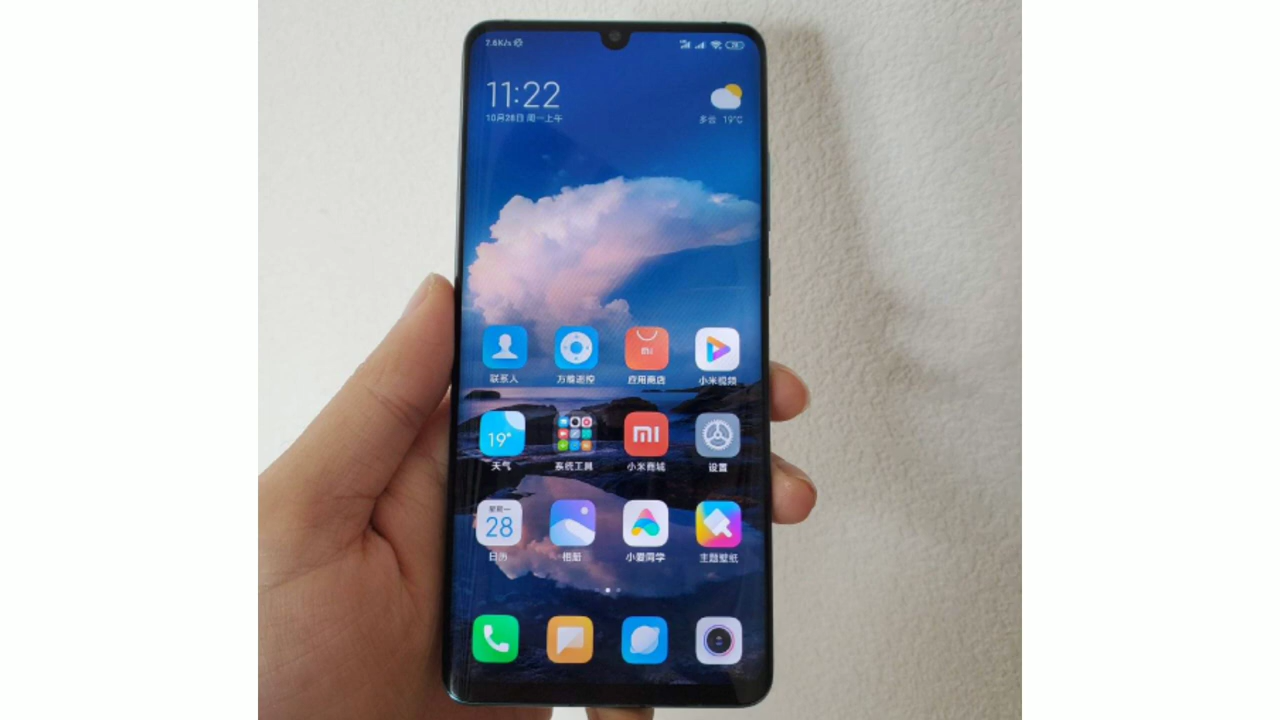 7.6K/s
11:22
10月28日 周一上午
多云 19°C
mi
联系人 万能遥控 应用商店 小米视频
19°
mi
天气 系统工具 小米商城 设置
星期一
28
日历 相册 小爱同学 主题壁纸